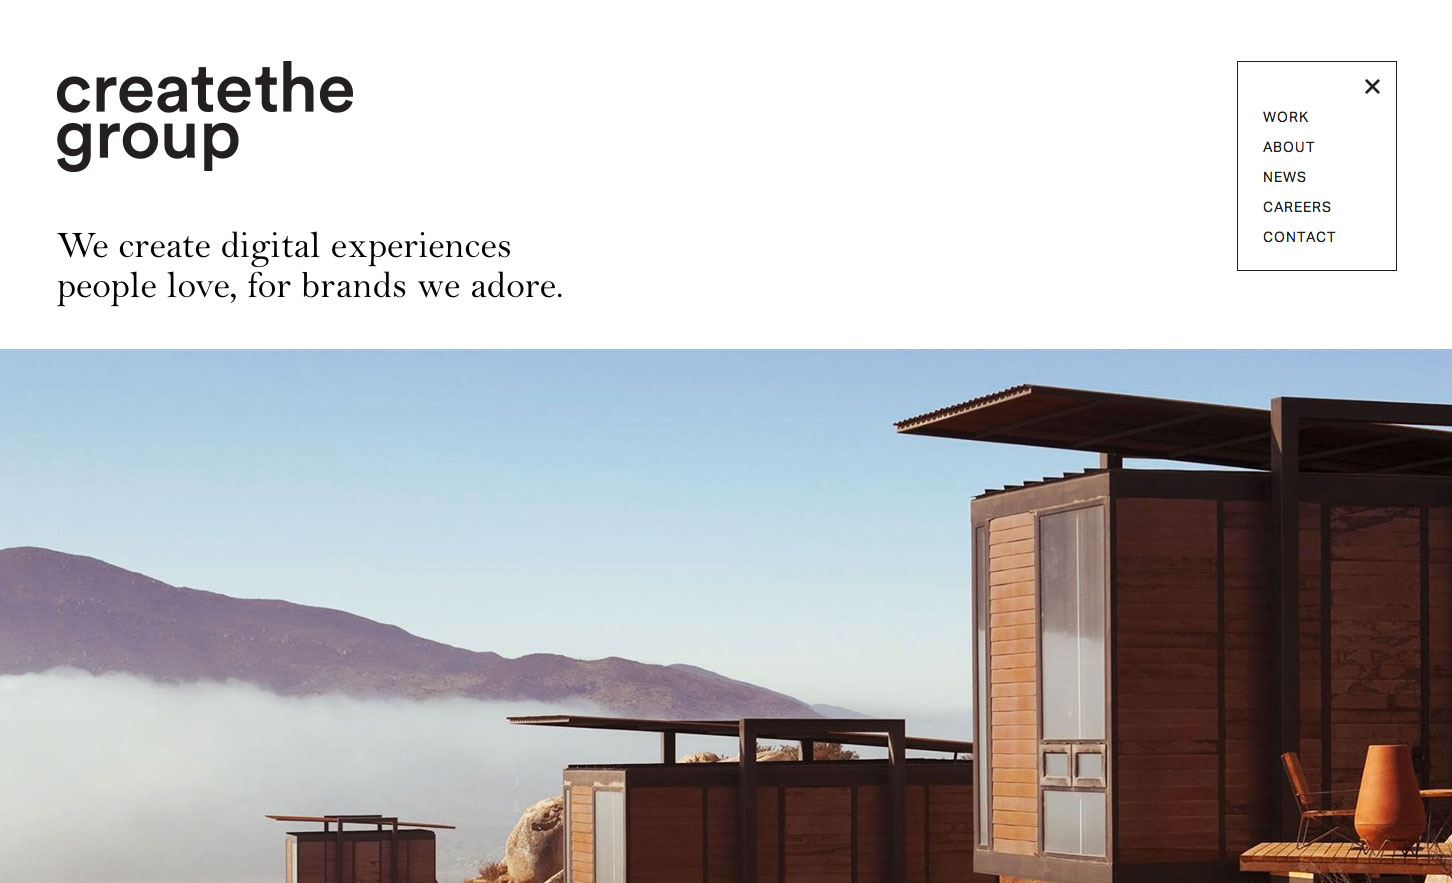 createthe
group
We create digital experiences
people love, for brands we adore.
WORK
ABOUT
NEWS
CAREERS
CONTACT